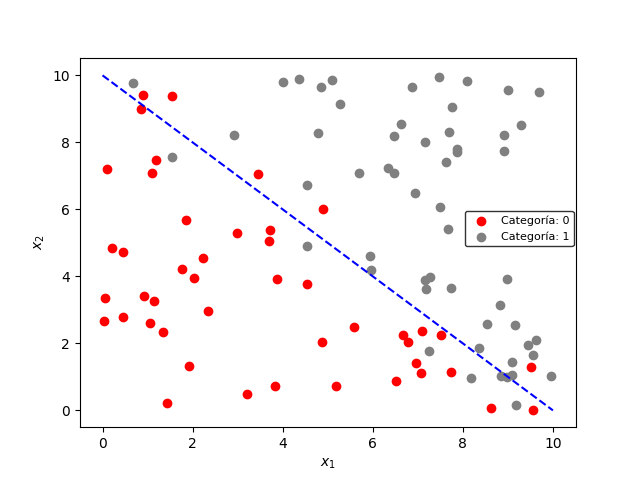 10
8
6
4
2
0
x₂
Categoría: 0
Categoría: 1
0 2 4 6 8 10
x₁